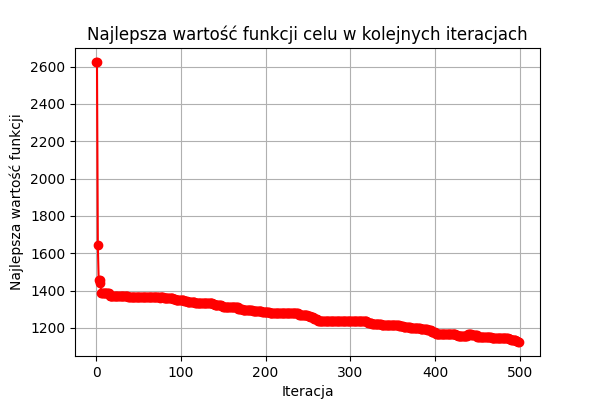 Najlepsza wartość funkcji celu w kolejnych iteracjach
Najlepsza wartość funkcji
2600
2400
2200
2000
1800
1600
1400
1200
0 100 200 300 400 500
Iteracja